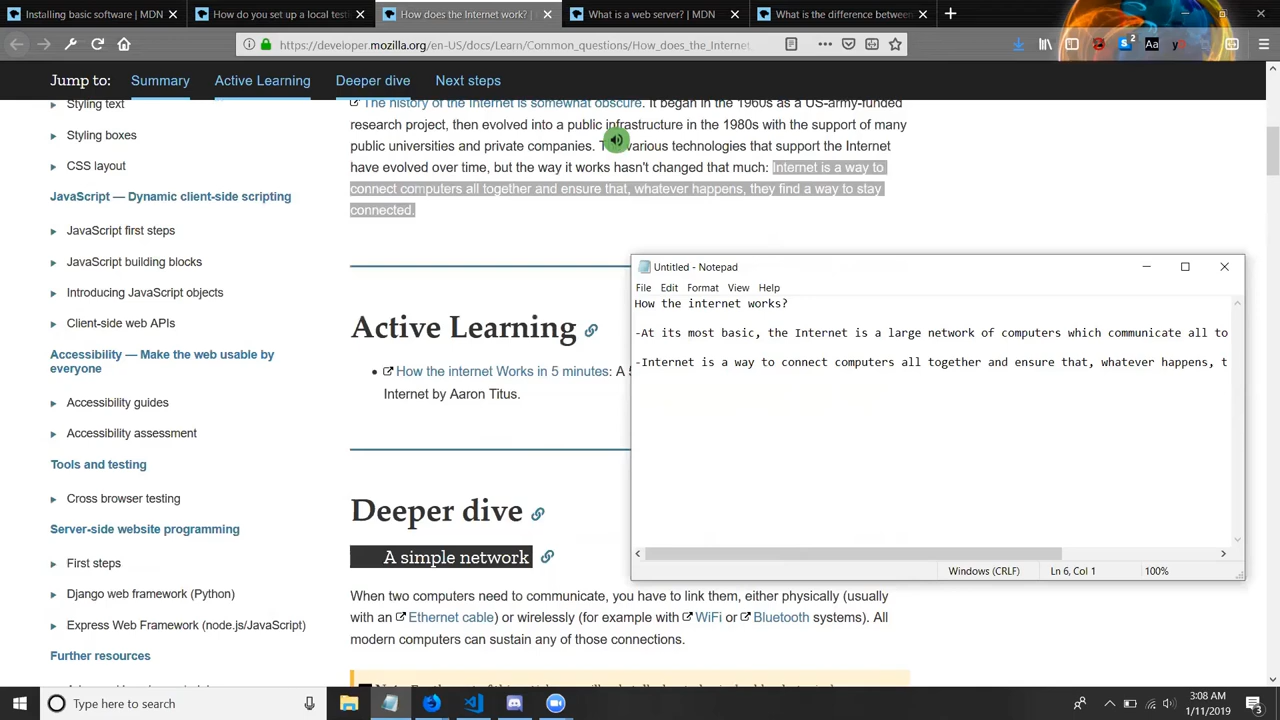 Installing basic software | MDN
How do you set up a local testi
How does the Internet work? |
What is a web server? | MDN
What is the difference between
https://developer.mozilla.org/en-US/docs/Learn/Common_questions/How_does_the_Internet
2
Aa
Jump to:
Summary
Active Learning
Deeper dive
Next steps
Styling text
Styling boxes
CSS layout
JavaScript — Dynamic client-side scripting
JavaScript first steps
JavaScript building blocks
Introducing JavaScript objects
Client-side web APIs
Accessibility — Make the web usable by
everyone
Accessibility guides
Accessibility assessment
Tools and testing
Cross browser testing
Server-side website programming
First steps
Django web framework (Python)
Express Web Framework (node.js/JavaScript)
Further resources
The history of the Internet is somewhat obscure. It began in the 1960s as a US-army-funded
research project, then evolved into a public infrastructure in the 1980s with the support of many
public universities and private companies. various technologies that support the Internet
have evolved over time, but the way it works hasn't changed that much: Internet is a way to
connect computers all together and ensure that, whatever happens, they find a way to stay
connected.
Active Learning
How the internet Works in 5 minutes: A 5
Internet by Aaron Titus.
Deeper dive
A simple network
When two computers need to communicate, you have to link them, either physically (usually
with an Ethernet cable) or wirelessly (for example with WiFi or Bluetooth systems). All
modern computers can sustain any of those connections.
Untitled - Notepad
File Edit Format View Help
How the internet works?
-At its most basic, the Internet is a large network of computers which communicate all to
-Internet is a way to connect computers all together and ensure that, whatever happens, t
Windows (CRLF)
Ln 6, Col 1
100%
Type here to search
3:08 AM
1/11/2019
3